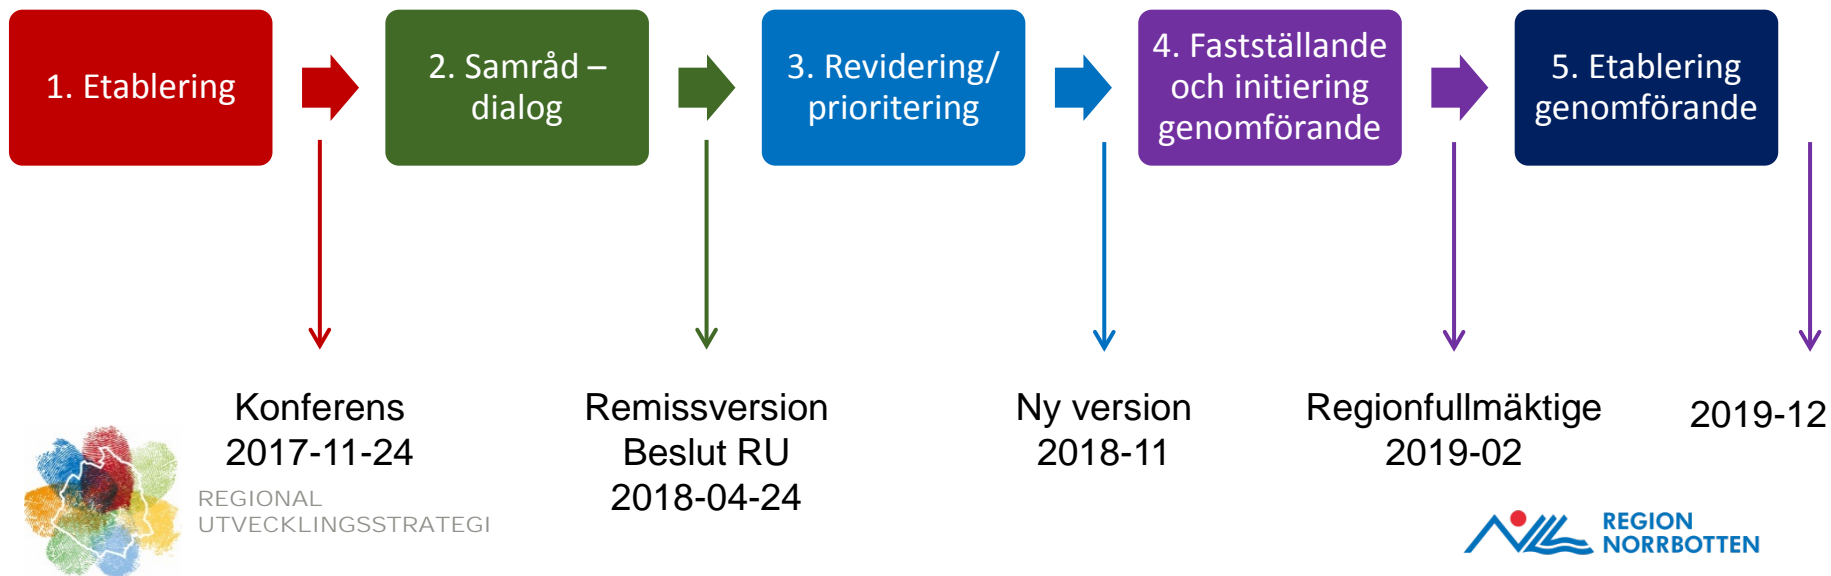 1. Etablering
2. Samråd –
dialog
3. Revidering/
prioritering
4. Fastställande
och initiering
genomförande
5. Etablering
genomförande
Konferens
2017-11-24
Remissversion
Beslut RU
2018-04-24
Ny version
2018-11
Regionfullmäktige
2019-02
2019-12
REGIONAL
UTVECKLINGSSTRATEGI
REGION
NORRBOTTEN